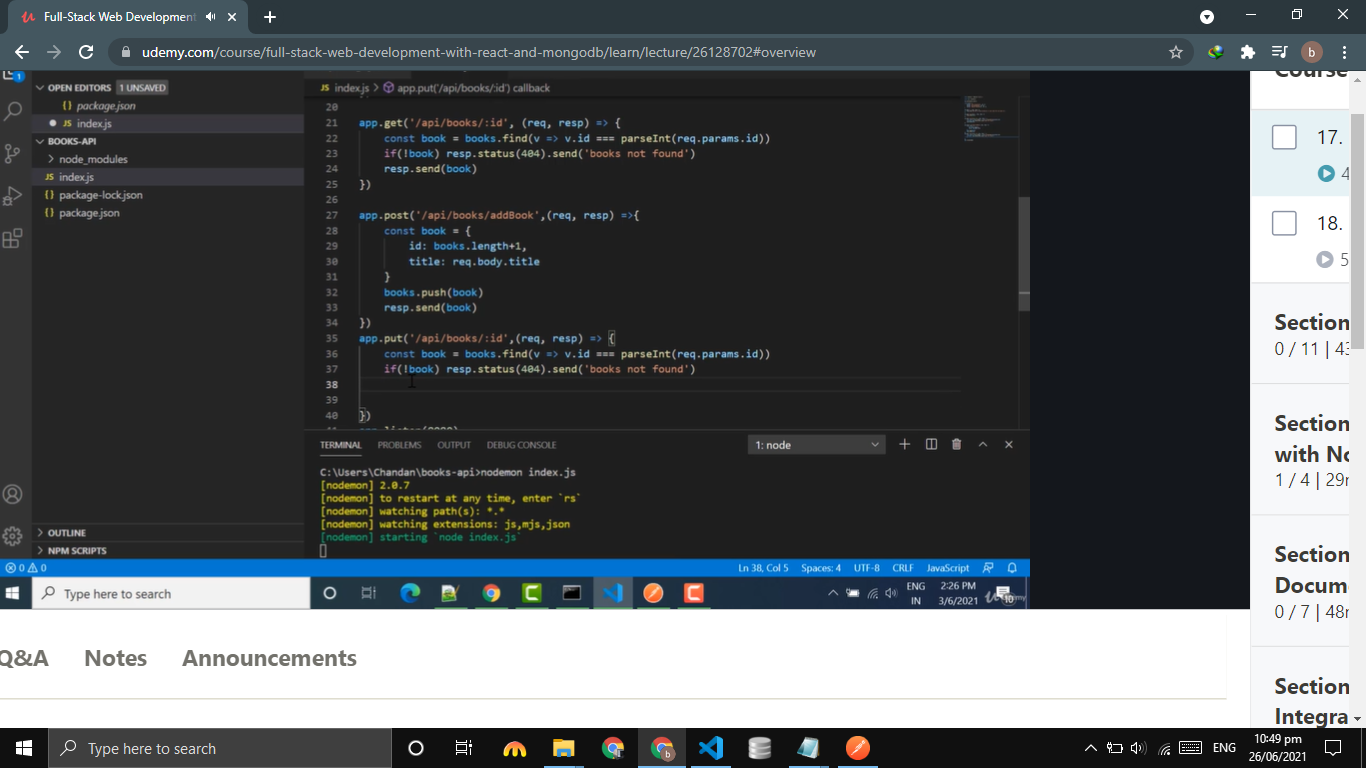 Full-Stack Web Development
udemy.com/course/full-stack-web-development-with-react-and-mongodb/learn/lecture/26128702#overview
b
1
OPEN EDITORS 1 UNSAVED
{} package.json
JS index.js
BOOKS-API
node_modules
JS index.js
{} package-lock.json
{} package.json
OUTLINE
NPM SCRIPTS
JS index.js > app.put('/api/books/:id') callback
20
21 app.get('/api/books/:id', (req, resp) => {
22 const book = books.find(v => v.id === parseInt(req.params.id))
23 if(!book) resp.status(404).send('books not found')
24 resp.send(book)
25 })
26
27 app.post('/api/books/addBook',(req, resp) =>{
28 const book = {
29 id: books.length+1,
30 title: req.body.title
31 }
32 books.push(book)
33 resp.send(book)
34 })
35 app.put('/api/books/:id',(req, resp) => {
36 const book = books.find(v => v.id === parseInt(req.params.id))
37 if(!book) resp.status(404).send('books not found')
38
39
40 })
TERMINAL PROBLEMS OUTPUT DEBUG CONSOLE 1: node
C:\Users\Chandan\books-api>nodemon index.js
[nodemon] 2.0.7
[nodemon] to restart at any time, enter `rs`
[nodemon] watching path(s): *.*
[nodemon] watching extensions: js,mjs,json
[nodemon] starting `node index.js`
0 0 Ln 38, Col 5 Spaces: 4 UTF-8 CRLF JavaScript
Type here to search
ENG
IN
2:26 PM
3/6/2021
10
Course
17.
4
18.
5
Section
0 / 11 | 43
Section
with No
1 / 4 | 29m
Section
Docume
0 / 7 | 48m
Section
Integra
Q&A Notes Announcements
Type here to search
b
ENG
10:49 pm
26/06/2021